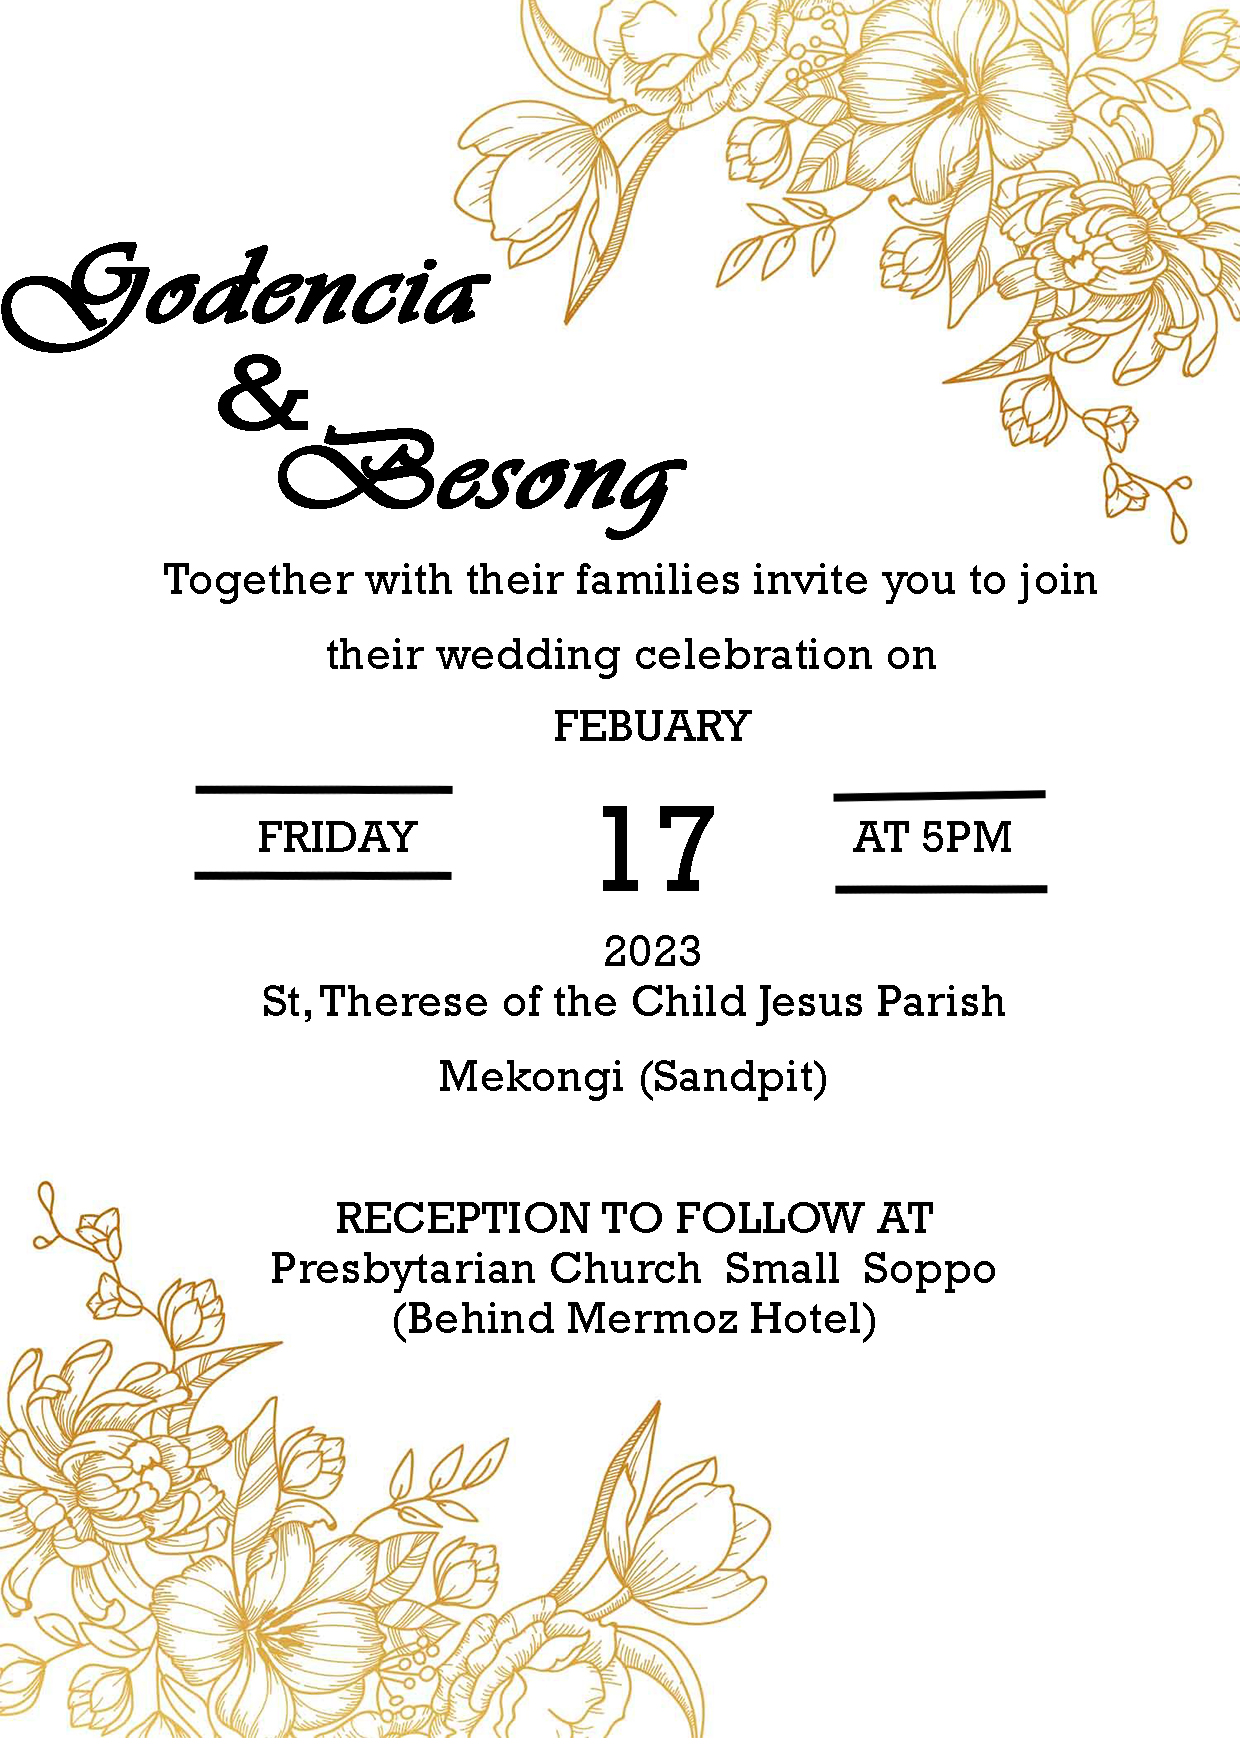 Godencia
&
Besong
Together with their families invite you to join
their wedding celebration on
FEBUARY
FRIDAY
17
AT 5PM
2023
St, Therese of the Child Jesus Parish
Mekongi (Sandpit)
RECEPTION TO FOLLOW AT
Presbytarian Church Small Soppo
(Behind Mermoz Hotel)